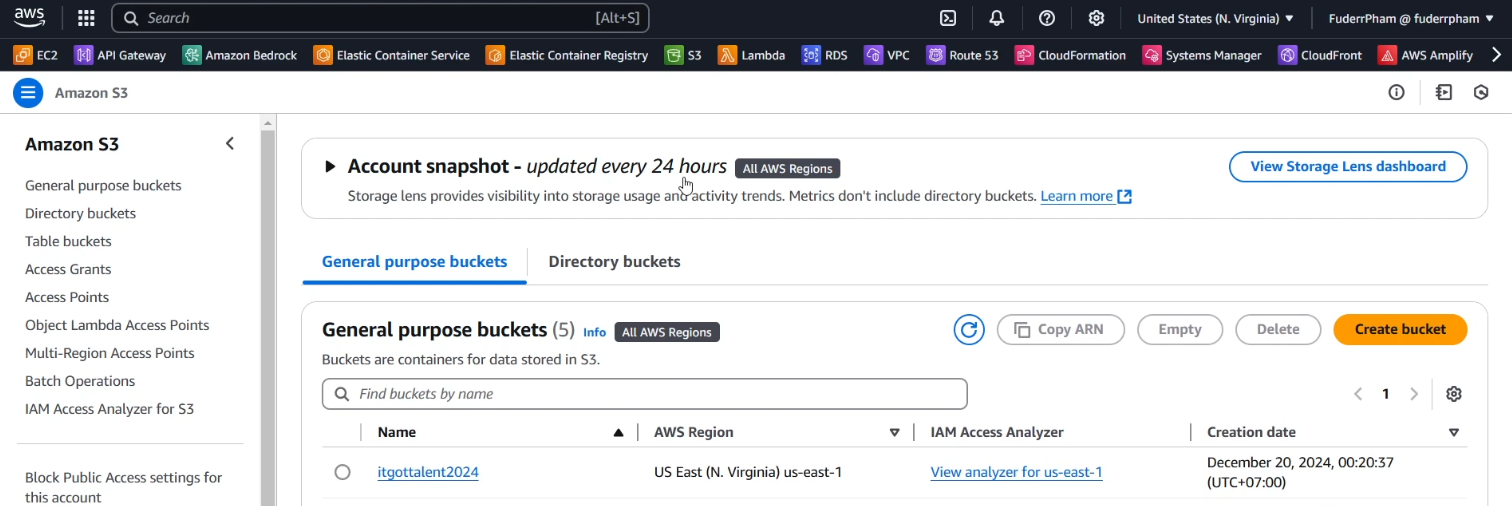 aws Search [Alt+S] United States (N. Virginia) FuderrPham @ fuderrpham
EC2 API Gateway Amazon Bedrock Elastic Container Service Elastic Container Registry S3 Lambda RDS VPC Route 53 CloudFormation Systems Manager CloudFront AWS Amplify
Amazon S3
Amazon S3
General purpose buckets
Directory buckets
Table buckets
Access Grants
Access Points
Object Lambda Access Points
Multi-Region Access Points
Batch Operations
IAM Access Analyzer for S3
Block Public Access settings for
this account
Account snapshot - updated every 24 hours All AWS Regions View Storage Lens dashboard
Storage lens provides visibility into storage usage and activity trends. Metrics don't include directory buckets. Learn more
General purpose buckets Directory buckets
General purpose buckets (5) Info All AWS Regions Copy ARN Empty Delete Create bucket
Buckets are containers for data stored in S3.
Find buckets by name 1
Name AWS Region IAM Access Analyzer Creation date
itgottalent2024 US East (N. Virginia) us-east-1 View analyzer for us-east-1 December 20, 2024, 00:20:37
(UTC+07:00)